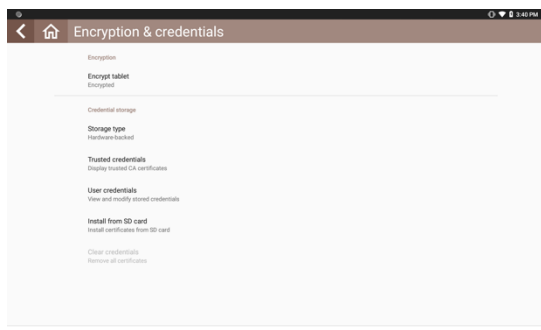 3:40 PM
Encryption & credentials
Encryption
Encrypt tablet
Encrypted
Credential storage
Storage type
Hardware-backed
Trusted credentials
Display trusted CA certificates
User credentials
View and modify stored credentials
Install from SD card
Install certificates from SD card
Clear credentials
Remove all certificates